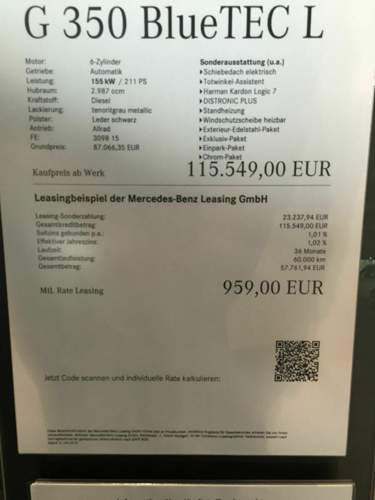 G 350 BlueTEC L
Motor: 6-Zylinder
Getriebe: Automatik
Leistung: 155 kW / 211 PS
Hubraum: 2.987 ccm
Kraftstoff: Diesel
Lackierung: tenoritgrau metallic
Polster: Leder schwarz
Antrieb: Allrad
FE: 3098 15
Grundpreis: 87.066,35 EUR
Sonderausstattung (u.a.)
Schiebedach elektrisch
Totwinkel-Assistent
Harman Kardon Logic 7
DISTRONIC PLUS
Standheizung
Windschutzscheibe heizbar
Exterieur-Edelstahl-Paket
Exklusiv-Paket
Einpark-Paket
Chrom-Paket
Kaufpreis ab Werk 115.549,00 EUR
Leasingbeispiel der Mercedes-Benz Leasing GmbH
Leasing-Sonderzahlung: 23.237,94 EUR
Gesamtkreditbetrag: 115.549,00 EUR
Sollzins gebunden p.a.: 1,01 %
Effektiver Jahreszins: 1,02 %
Laufzeit: 36 Monate
Gesamtlaufleistung: 60.000 km
Gesamtbetrag: 57.761,94 EUR
Mtl. Rate Leasing 959,00 EUR
Jetzt Code scannen und individuelle Rate kalkulieren: